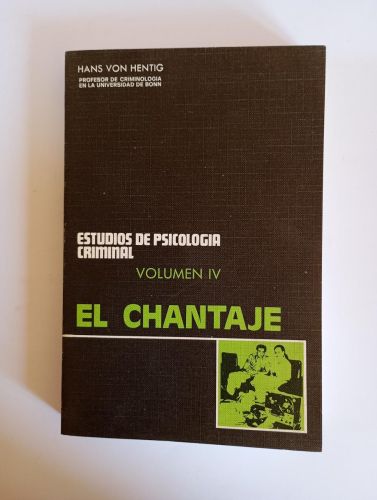 HANS VON HENTIG
PROFESOR DE CRIMINOLOGIA
EN LA UNIVERSIDAD DE BONN
ESTUDIOS DE PSICOLOGIA
CRIMINAL
VOLUMEN IV
EL CHANTAJE